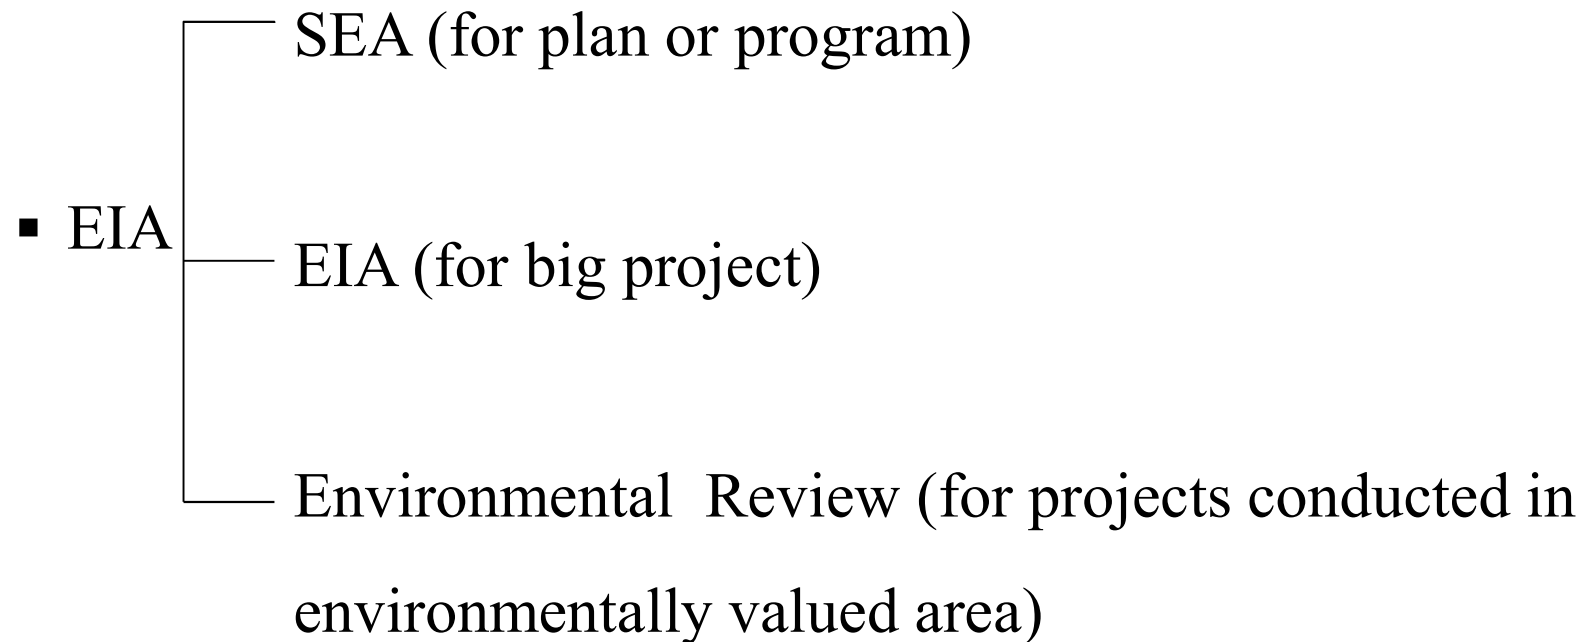 SEA (for plan or program)
▪ EIA
EIA (for big project)
Environmental  Review (for projects conducted in
environmentally valued area)